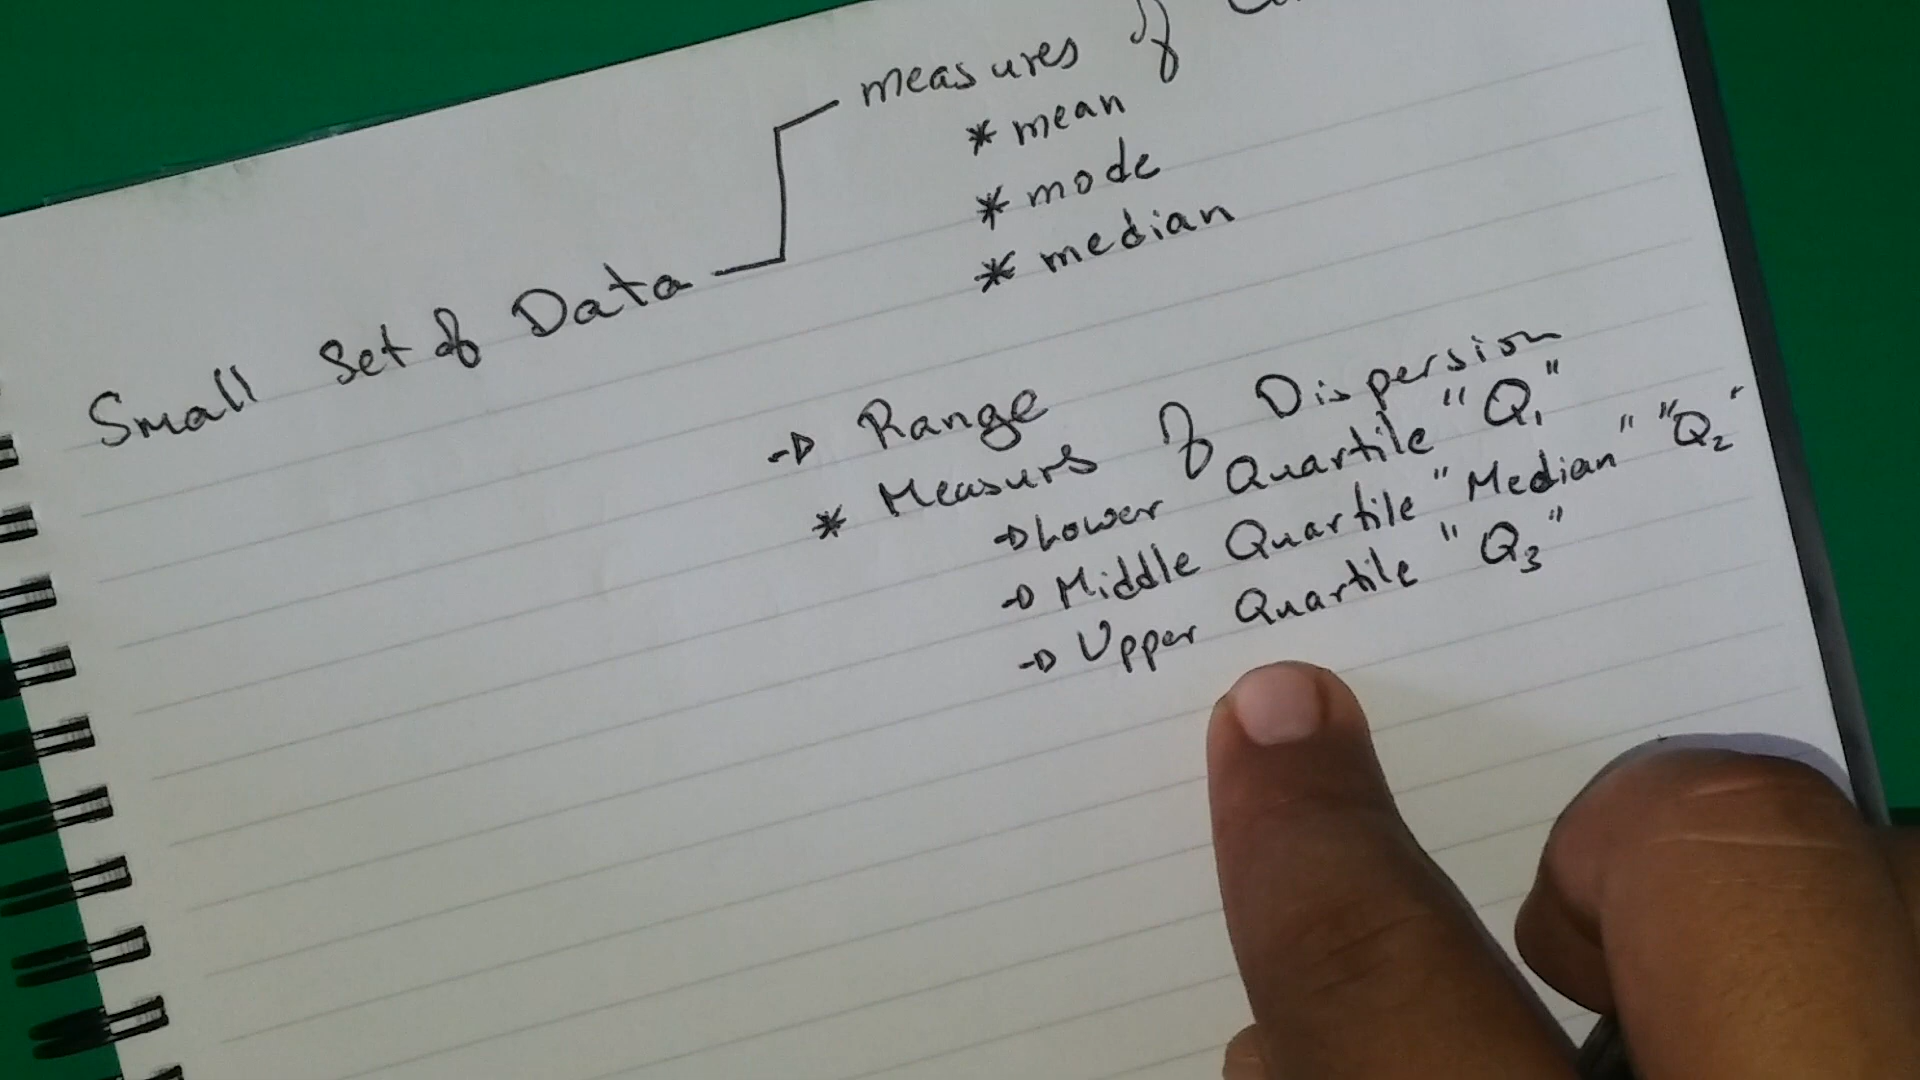 measures of
* mean
* mode
* median
Small Set of Data
→ Range
* Measurs of Dispersion
→ Lower Quartile "Q₁"
→ Middle Quartile "Median" "Q₂"
→ Upper Quartile "Q₃"